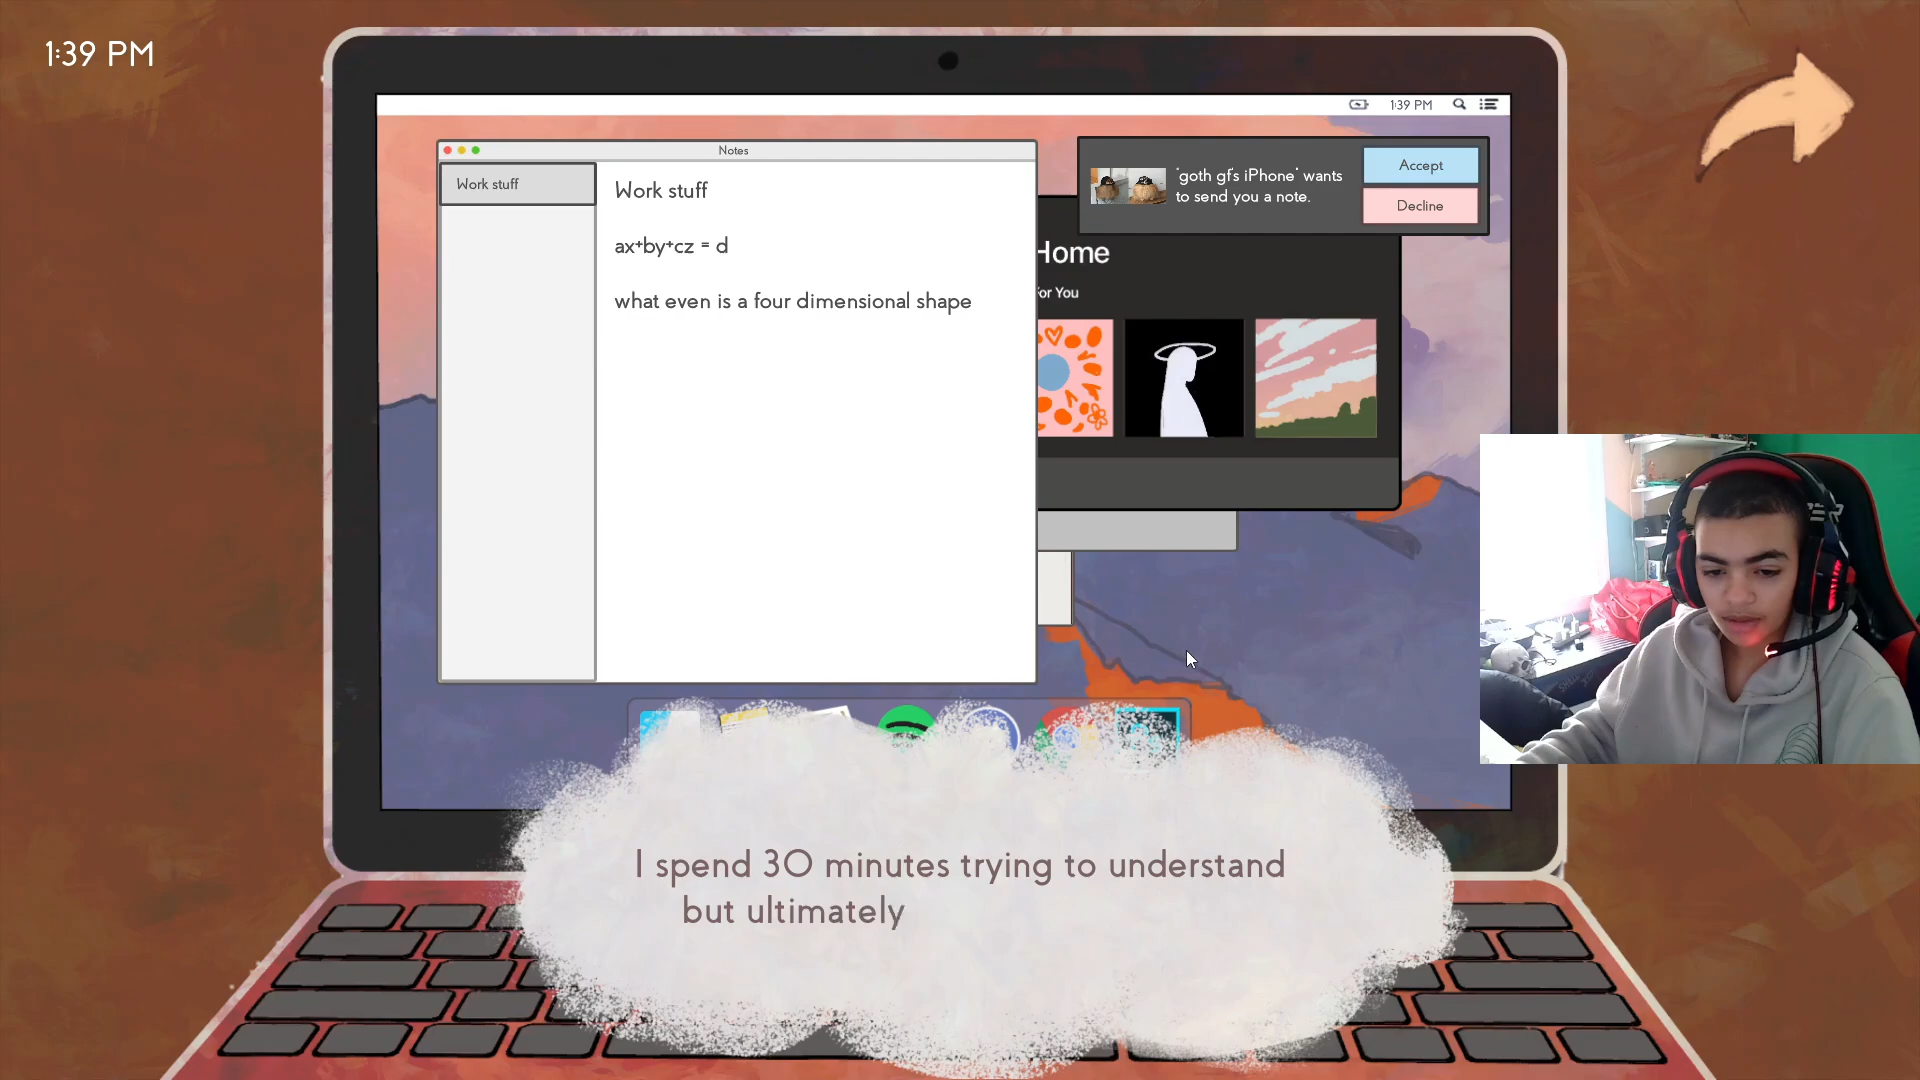 1:39 PM
1:39 PM
Notes
Work stuff
Work stuff
ax+by+cz = d
what even is a four dimensional shape
'goth gf's iPhone' wants
to send you a note.
Accept
Decline
Home
For You
I spend 30 minutes trying to understand
but ultimately